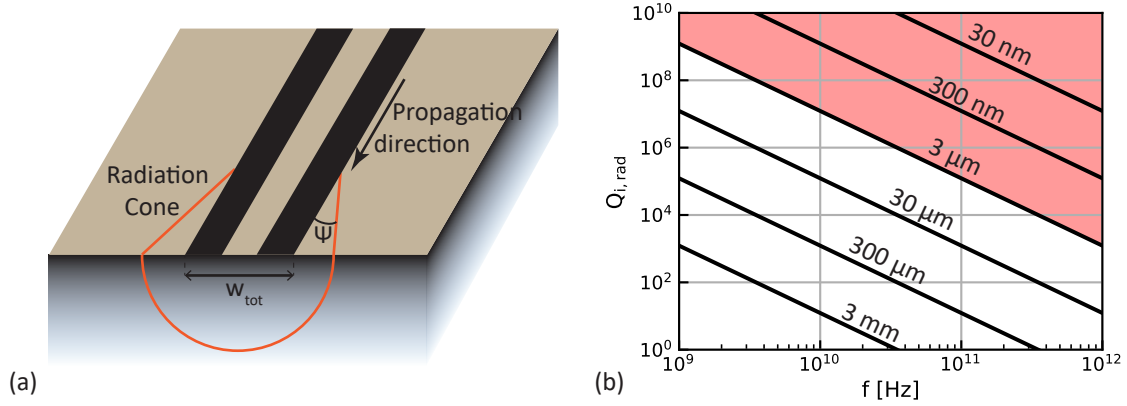 Propagation
direction
Radiation
Cone
Ψ
w_tot
(a)
10^10
10^8
10^6
10^4
10^2
10^0
Q_i, rad
30 nm
300 nm
3 µm
30 µm
300 µm
3 mm
10^9
10^10
10^11
10^12
f [Hz]
(b)